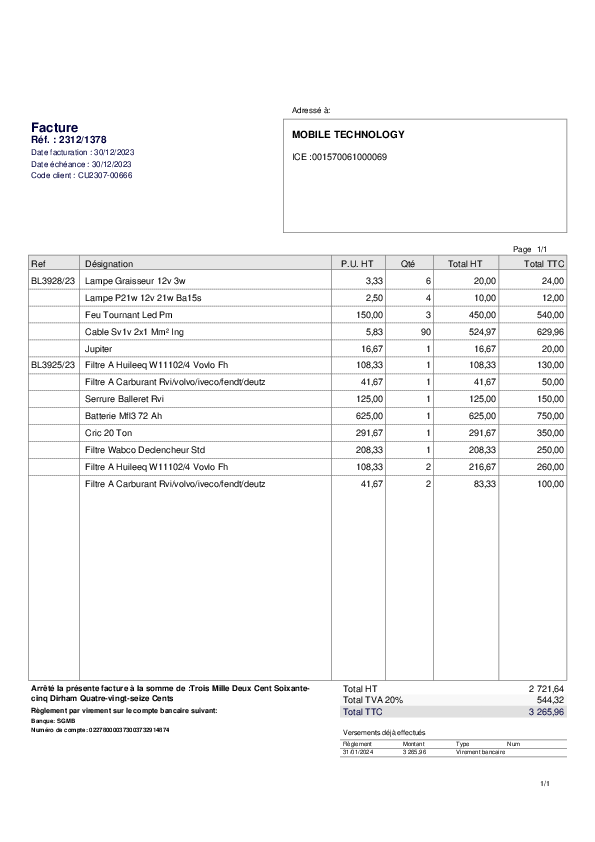 Adressé à:
Facture
Réf. : 2312/1378
Date facturation : 30/12/2023
Date échéance : 30/12/2023
Code client : CU2307-00666
MOBILE TECHNOLOGY
ICE :001570061000069
Page 1/1
Ref Désignation P.U. HT Qté Total HT Total TTC
BL3928/23 Lampe Graisseur 12v 3w 3,33 6 20,00 24,00
Lampe P21w 12v 21w Ba15s 2,50 4 10,00 12,00
Feu Tournant Led Pm 150,00 3 450,00 540,00
Cable Sv1v 2x1 Mm² Ing 5,83 90 524,97 629,96
Jupiter 16,67 1 16,67 20,00
BL3925/23 Filtre A Huileeq W11102/4 Vovlo Fh 108,33 1 108,33 130,00
Filtre A Carburant Rvi/volvo/iveco/fendt/deutz 41,67 1 41,67 50,00
Serrure Balleret Rvi 125,00 1 125,00 150,00
Batterie Mfl3 72 Ah 625,00 1 625,00 750,00
Cric 20 Ton 291,67 1 291,67 350,00
Filtre Wabco Dedencheur Std 208,33 1 208,33 250,00
Filtre A Huileeq W11102/4 Vovlo Fh 108,33 2 216,67 260,00
Filtre A Carburant Rvi/volvo/iveco/fendt/deutz 41,67 2 83,33 100,00
Arrêté la présente facture à la somme de :Trois Mille Deux Cent Soixante-
cinq Dirham Quatre-vingt-seize Cents
Règlement par virement sur le compte bancaire suivant:
Banque: SGMB
Numéro de compte: 02278000373003732914874
Total HT 2 721,64
Total TVA 20% 544,32
Total TTC 3 265,96
Versements déjà effectués
Règlement Montant Type Num
31/01/2024 3 265,96 Virement bancaire
1/1